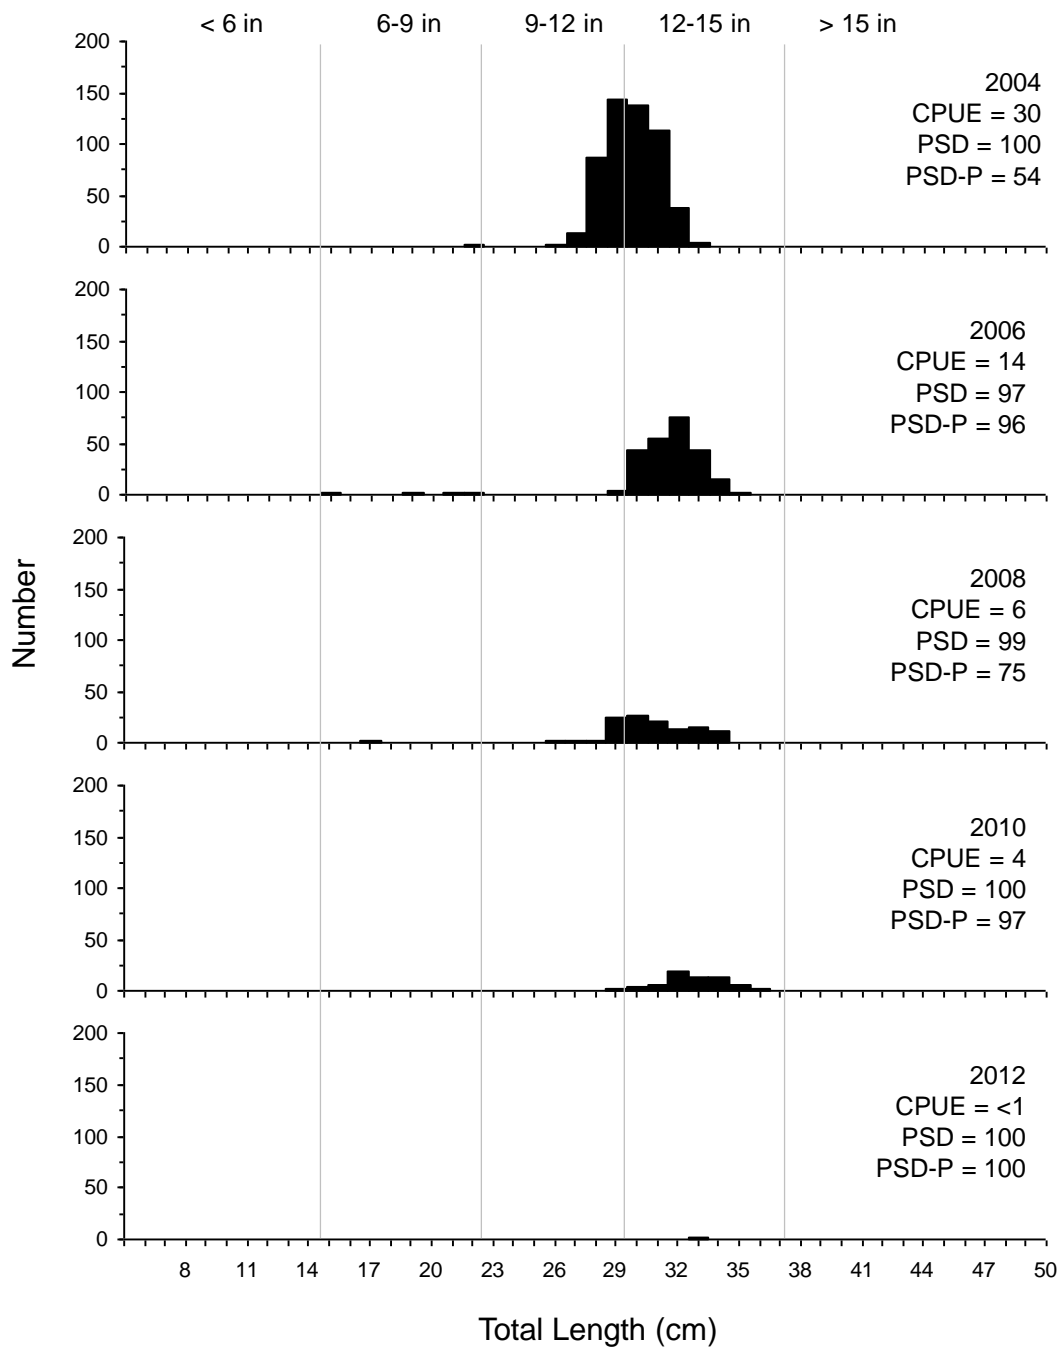 < 6 in 6-9 in 9-12 in 12-15 in > 15 in
200
150
100
50
0
2004
CPUE = 30
PSD = 100
PSD-P = 54
200
150
100
50
0
2006
CPUE = 14
PSD = 97
PSD-P = 96
200
150
100
50
0
2008
CPUE = 6
PSD = 99
PSD-P = 75
200
150
100
50
0
2010
CPUE = 4
PSD = 100
PSD-P = 97
200
150
100
50
0
2012
CPUE = <1
PSD = 100
PSD-P = 100
Number
8 11 14 17 20 23 26 29 32 35 38 41 44 47 50
Total Length (cm)